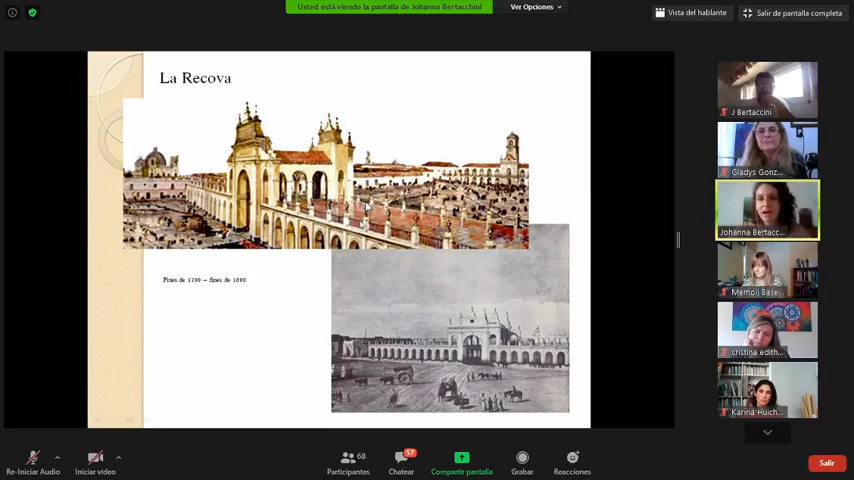 Usted está viendo la pantalla de Johanna Bertacchini
Ver Opciones
Vista del hablante
Salir de pantalla completa
La Recova
Fines de 1700 – fines de 1800
J Bertaccini
Gladys Gonz...
Johanna Bertacc...
Memoli Base...
cristina edith...
Karina Huich...
Re-Iniciar Audio
Iniciar video
68
Participantes
57
Chatear
Compartir pantalla
Grabar
Reacciones
Salir